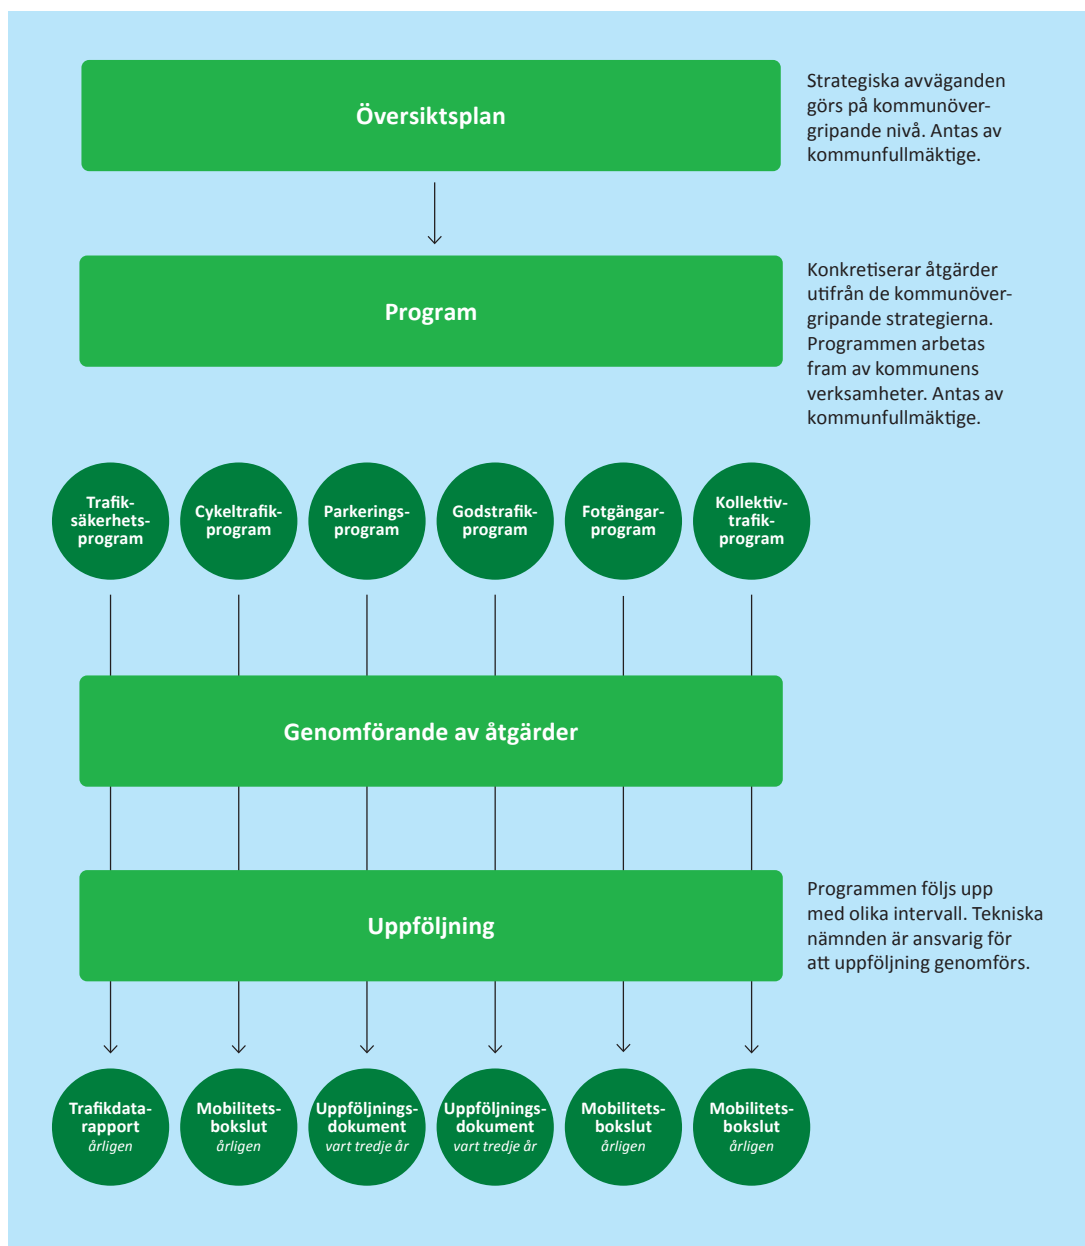 Översiktsplan
Strategiska avväganden
görs på kommunöver-
gripande nivå. Antas av
kommunfullmäktige.
Program
Konkretiserar åtgärder
utifrån de kommunöver-
gripande strategierna.
Programmen arbetas
fram av kommunens
verksamheter. Antas av
kommunfullmäktige.
Trafik-
säkerhets-
program
Cykeltrafik-
program
Parkerings-
program
Godstrafik-
program
Fotgängar-
program
Kollektiv-
trafik-
program
Genomförande av åtgärder
Uppföljning
Programmen följs upp
med olika intervall. Tekniska
nämnden är ansvarig för
att uppföljning genomförs.
Trafikdata-
rapport
årligen
Mobilitets-
bokslut
årligen
Uppföljnings-
dokument
vart tredje år
Uppföljnings-
dokument
vart tredje år
Mobilitets-
bokslut
årligen
Mobilitets-
bokslut
årligen